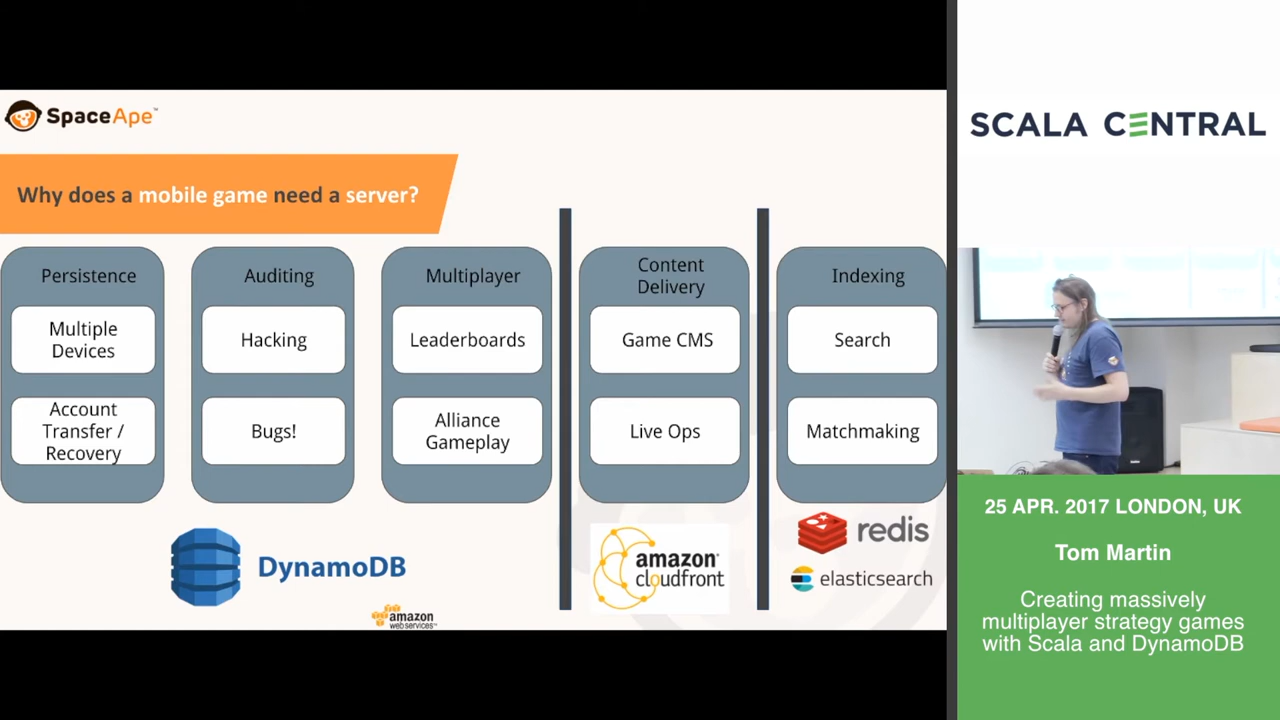 SpaceApe™
Why does a mobile game need a server?
Persistence
Multiple
Devices
Account
Transfer /
Recovery
Auditing
Hacking
Bugs!
Multiplayer
Leaderboards
Alliance
Gameplay
Content
Delivery
Game CMS
Live Ops
Indexing
Search
Matchmaking
DynamoDB
amazon
web services™
amazon
cloudfront
redis
elasticsearch
SCALA CENTRAL
25 APR. 2017 LONDON, UK
Tom Martin
Creating massively
multiplayer strategy games
with Scala and DynamoDB